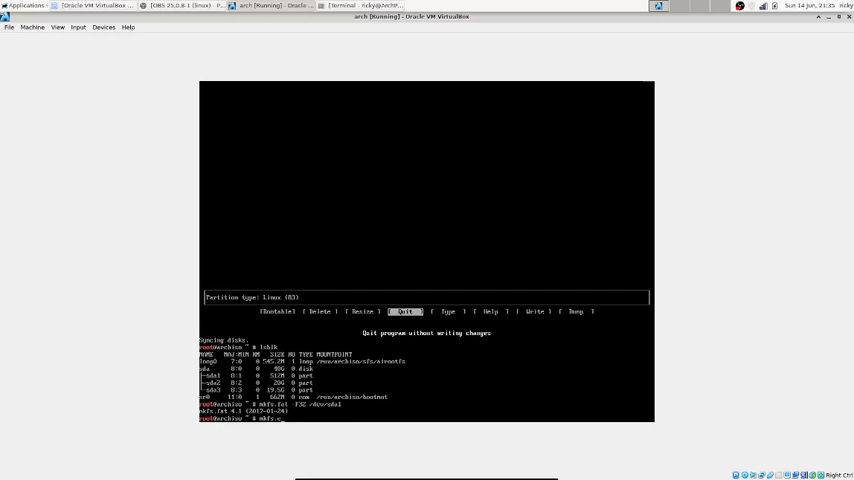 Applications
[Oracle VM VirtualBox ...
[OBS 25.0.8-1 (linux) - P...
arch [Running] - Oracle ...
[Terminal - ricky@ArchP...
Sun 14 Jun, 21:35 ricky
arch [Running] - Oracle VM VirtualBox
File Machine View Input Devices Help
Partition type: Linux (83)
[Bootable] [ Delete ] [ Resize ] [ Quit ] [ Type ] [ Help ] [ Write ] [ Dump ]
Quit program without writing changes
Syncing disks.
root@archiso ~ # lsblk
NAME MAJ:MIN RM SIZE RO TYPE MOUNTPOINT
loop0 7:0 0 545.2M 1 loop /run/archiso/sfs/airootfs
sda 8:0 0 40G 0 disk
├─sda1 8:1 0 512M 0 part
├─sda2 8:2 0 20G 0 part
└─sda3 8:3 0 19.5G 0 part
sr0 11:0 1 662M 0 rom /run/archiso/bootmnt
root@archiso ~ # mkfs.fat -F32 /dev/sda1
mkfs.fat 4.1 (2017-01-24)
root@archiso ~ # mkfs.e
Right Ctrl